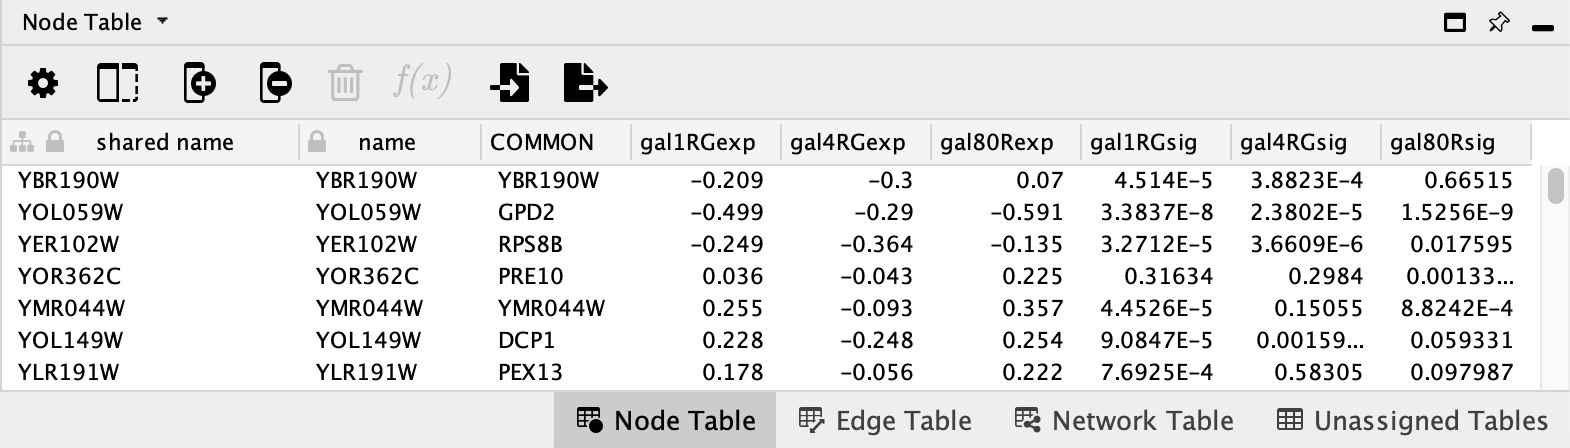 Node Table
f(x)
shared name name COMMON gal1RGexp gal4RGexp gal80Rexp gal1RGsig gal4RGsig gal80Rsig
YBR190W YBR190W YBR190W -0.209 -0.3 0.07 4.514E-5 3.8823E-4 0.66515
YOL059W YOL059W GPD2 -0.499 -0.29 -0.591 3.3837E-8 2.3802E-5 1.5256E-9
YER102W YER102W RPS8B -0.249 -0.364 -0.135 3.2712E-5 3.6609E-6 0.017595
YOR362C YOR362C PRE10 0.036 -0.043 0.225 0.31634 0.2984 0.00133...
YMR044W YMR044W YMR044W 0.255 -0.093 0.357 4.4526E-5 0.15055 8.8242E-4
YOL149W YOL149W DCP1 0.228 -0.248 0.254 9.0847E-5 0.00159... 0.059331
YLR191W YLR191W PEX13 0.178 -0.056 0.222 7.6925E-4 0.58305 0.097987
Node Table Edge Table Network Table Unassigned Tables